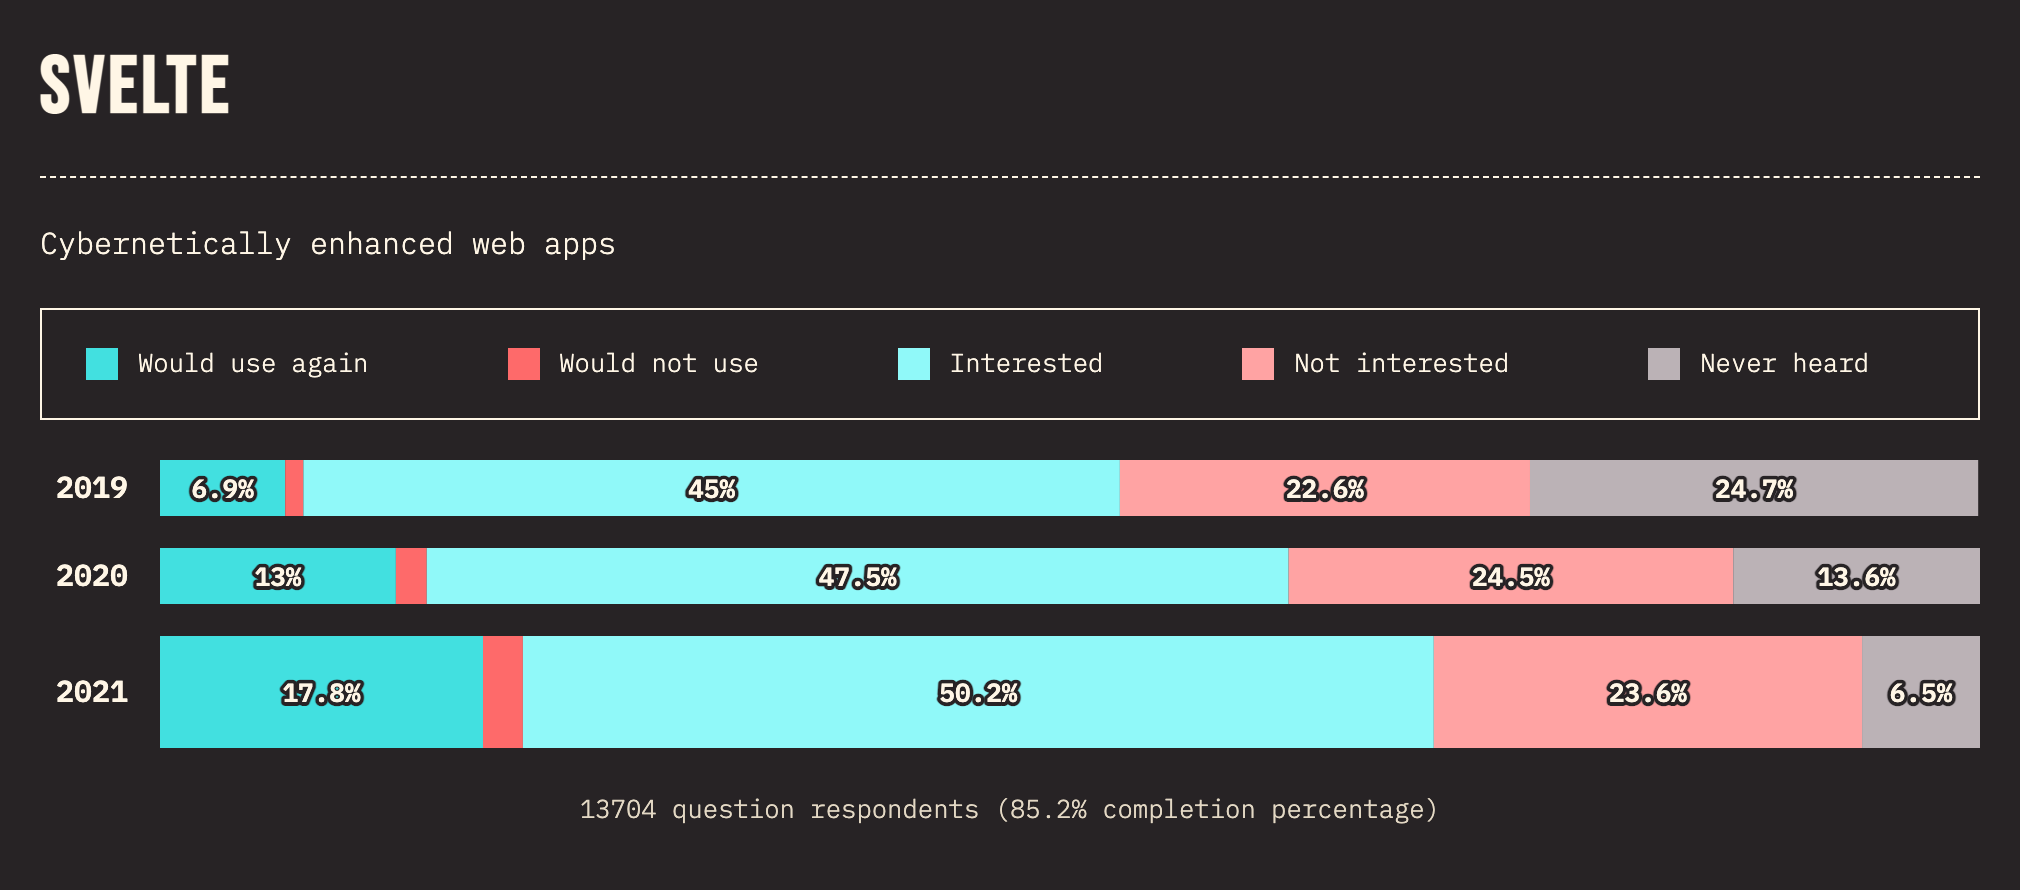 SVELTE
Cybernetically enhanced web apps
Would use again Would not use Interested Not interested Never heard
2019 6.9% 45% 22.6% 24.7%
2020 13% 47.5% 24.5% 13.6%
2021 17.8% 50.2% 23.6% 6.5%
13704 question respondents (85.2% completion percentage)